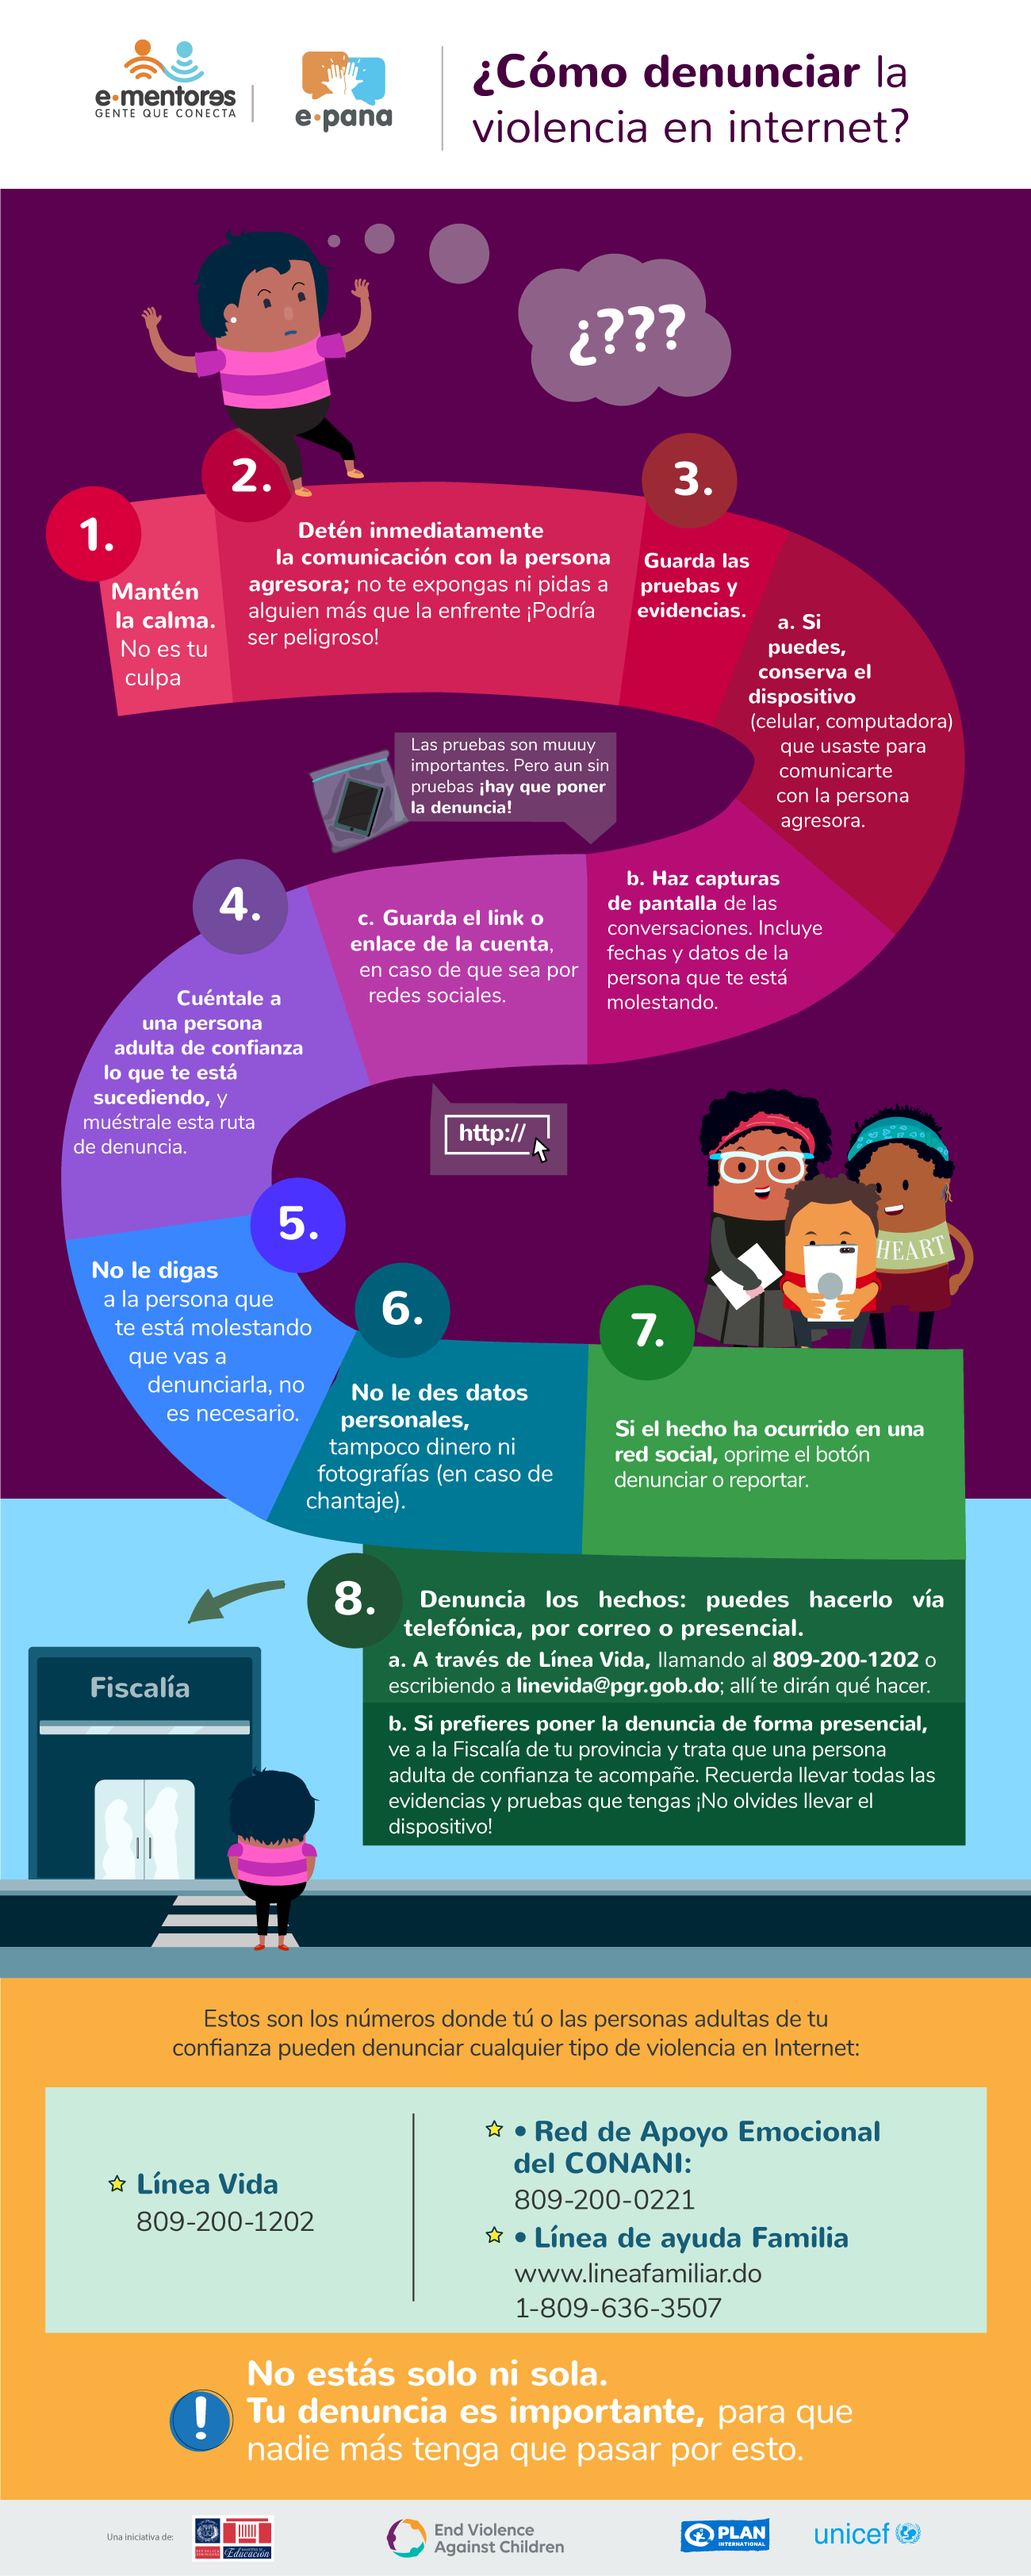 e·mentores
GENTE QUE CONECTA
e·pana
¿Cómo denunciar la
violencia en internet?
¿???
1.
Mantén
la calma.
No es tu
culpa
2.
Detén inmediatamente
la comunicación con la persona
agresora; no te expongas ni pidas a
alguien más que la enfrente ¡Podría
ser peligroso!
3.
Guarda las
pruebas y
evidencias.
a. Si
puedes,
conserva el
dispositivo
(celular, computadora)
que usaste para
comunicarte
con la persona
agresora.
Las pruebas son muuuy
importantes. Pero aun sin
pruebas ¡hay que poner
la denuncia!
b. Haz capturas
de pantalla de las
conversaciones. Incluye
fechas y datos de la
persona que te está
molestando.
c. Guarda el link o
enlace de la cuenta,
en caso de que sea por
redes sociales.
http://
4.
Cuéntale a
una persona
adulta de confianza
lo que te está
sucediendo, y
muéstrale esta ruta
de denuncia.
5.
No le digas
a la persona que
te está molestando
que vas a
denunciarla, no
es necesario.
HEART
6.
No le des datos
personales,
tampoco dinero ni
fotografías (en caso de
chantaje).
7.
Si el hecho ha ocurrido en una
red social, oprime el botón
denunciar o reportar.
8.
Denuncia los hechos: puedes hacerlo vía
telefónica, por correo o presencial.
a. A través de Línea Vida, llamando al 809-200-1202 o
escribiendo a linevida@pgr.gob.do; allí te dirán qué hacer.
b. Si prefieres poner la denuncia de forma presencial,
ve a la Fiscalía de tu provincia y trata que una persona
adulta de confianza te acompañe. Recuerda llevar todas las
evidencias y pruebas que tengas ¡No olvides llevar el
dispositivo!
Fiscalía
Estos son los números donde tú o las personas adultas de tu
confianza pueden denunciar cualquier tipo de violencia en Internet:
Línea Vida
809-200-1202
• Red de Apoyo Emocional
del CONANI:
809-200-0221
• Línea de ayuda Familia
www.lineafamiliar.do
1-809-636-3507
No estás solo ni sola.
Tu denuncia es importante, para que
nadie más tenga que pasar por esto.
Una iniciativa de:
Educación
End Violence
Against Children
PLAN
INTERNATIONAL
unicef